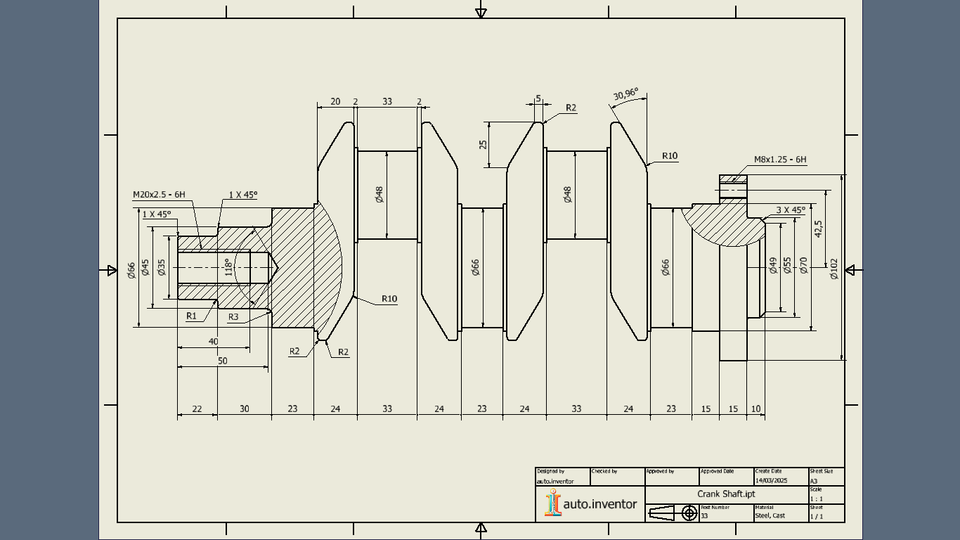 30,96°
5
20 2 33 2
R2
25
R10
M8x1.25 - 6H
M20x2.5 - 6H
1 X 45°
1 X 45°
3 X 45°
Ø48
Ø48
42,5
Ø66
Ø45
Ø35
118°
Ø66
Ø66
Ø49
Ø55
Ø70
Ø102
R10
R1
R3
40
R2
R2
50
22 30 23 24 33 24 23 24 33 24 23 15 15 10
Designed by
auto.inventor
Checked by
Approved by
Approved Date
Create Date
14/03/2025
Sheet Size
A3
auto.inventor
Crank Shaft.ipt
Scale
1 : 1
Part Number
33
Material
Steel, Cast
Sheet
1 / 1